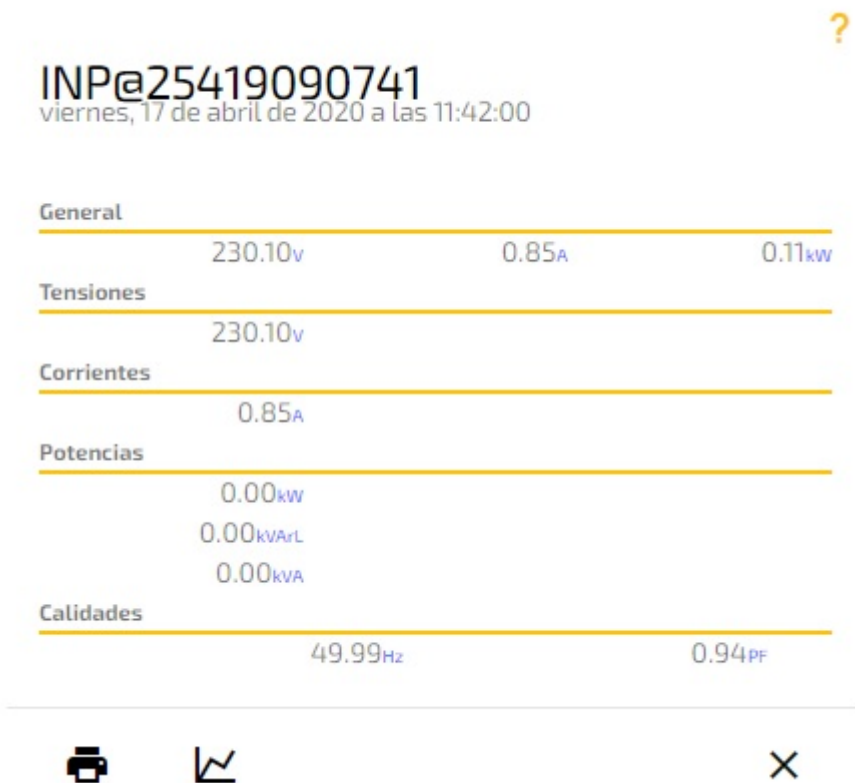 ?
INP@25419090741
viernes, 17 de abril de 2020 a las 11:42:00
General
230.10V 0.85A 0.11kW
Tensiones
230.10V
Corrientes
0.85A
Potencias
0.00kW
0.00kVArL
0.00kVA
Calidades
49.99Hz 0.94PF